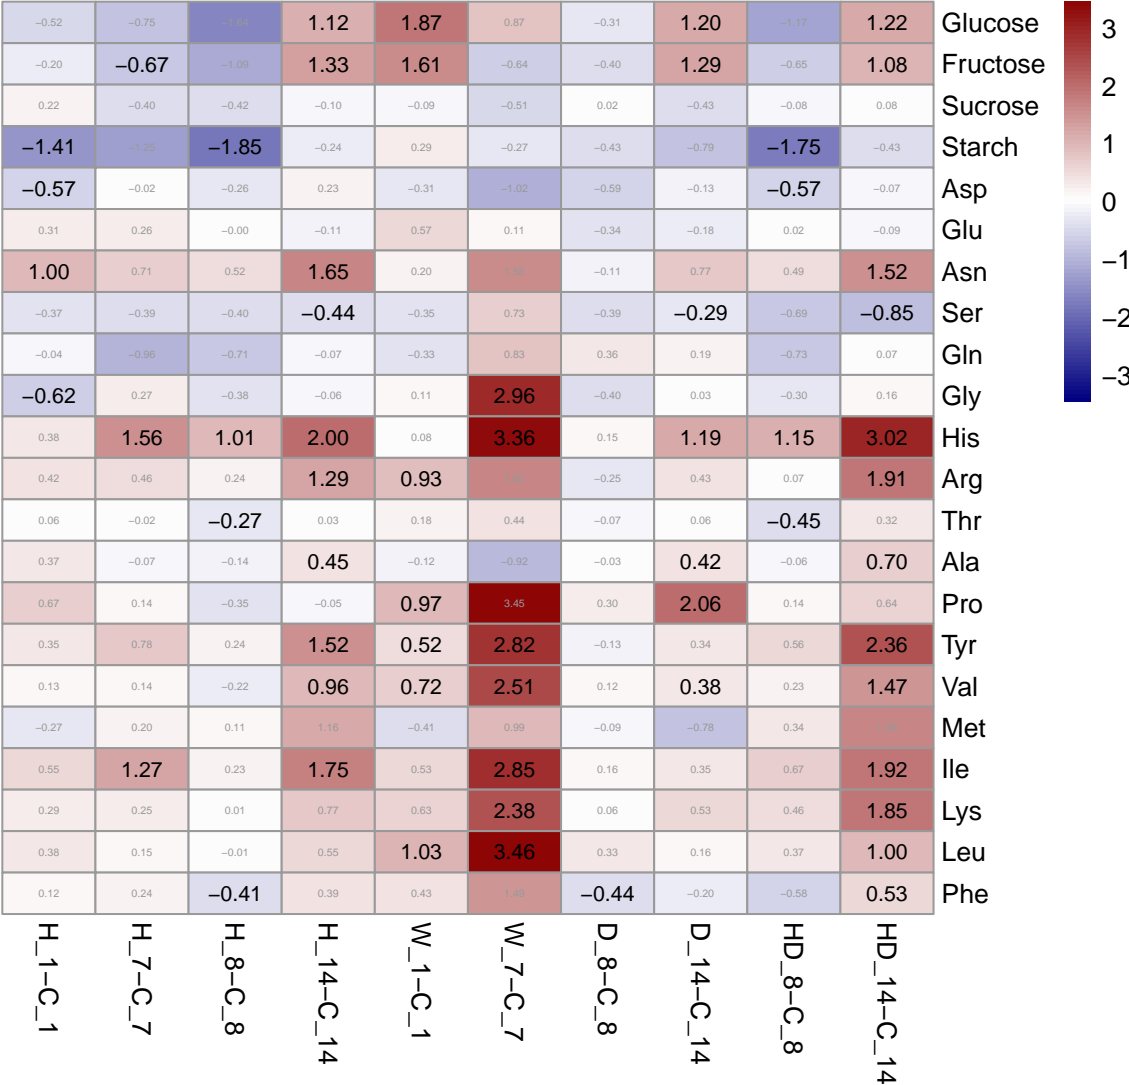 −0.52 −0.75 −1.64 1.12 1.87 0.87 −0.31 1.20 −1.17 1.22 Glucose
−0.20 −0.67 −1.09 1.33 1.61 −0.64 −0.40 1.29 −0.65 1.08 Fructose
0.22 −0.40 −0.42 −0.10 −0.09 −0.51 0.02 −0.43 −0.08 0.08 Sucrose
−1.41 −1.85 −0.24 0.29 −0.27 −0.43 −0.79 −1.75 −0.43 Starch
−0.57 −0.02 −0.26 0.23 −0.31 −1.02 −0.59 −0.13 −0.57 −0.07 Asp
0.31 0.26 −0.00 −0.11 0.57 0.11 −0.34 −0.18 0.02 −0.09 Glu
1.00 0.71 0.52 1.65 0.20 −0.11 0.77 0.49 1.52 Asn
−0.37 −0.39 −0.40 −0.44 −0.35 0.73 −0.39 −0.29 −0.69 −0.85 Ser
−0.04 −0.96 −0.71 −0.07 −0.33 0.83 0.36 0.19 −0.73 0.07 Gln
−0.62 0.27 −0.38 −0.06 0.11 2.96 −0.40 0.03 −0.30 0.16 Gly
0.38 1.56 1.01 2.00 0.08 3.36 0.15 1.19 1.15 3.02 His
0.42 0.46 0.24 1.29 0.93 −0.25 0.43 0.07 1.91 Arg
0.06 −0.02 −0.27 0.03 0.18 0.44 −0.07 0.06 −0.45 0.32 Thr
0.37 −0.07 −0.14 0.45 −0.12 −0.92 −0.03 0.42 −0.06 0.70 Ala
0.67 0.14 −0.35 −0.05 0.97 3.45 0.30 2.06 0.14 0.64 Pro
0.35 0.78 0.24 1.52 0.52 2.82 −0.13 0.34 0.56 2.36 Tyr
0.13 0.14 −0.22 0.96 0.72 2.51 0.12 0.38 0.23 1.47 Val
−0.27 0.20 0.11 1.16 −0.41 0.99 −0.09 −0.78 0.34 Met
0.55 1.27 0.23 1.75 0.53 2.85 0.16 0.35 0.67 1.92 Ile
0.29 0.25 0.01 0.77 0.63 2.38 0.06 0.53 0.46 1.85 Lys
0.38 0.15 −0.01 0.55 1.03 3.46 0.33 0.16 0.37 1.00 Leu
0.12 0.24 −0.41 0.39 0.43 1.49 −0.44 −0.20 −0.58 0.53 Phe
H_1−C_1
H_7−C_7
H_8−C_8
H_14−C_14
W_1−C_1
W_7−C_7
D_8−C_8
D_14−C_14
HD_8−C_8
HD_14−C_14
3
2
1
0
−1
−2
−3